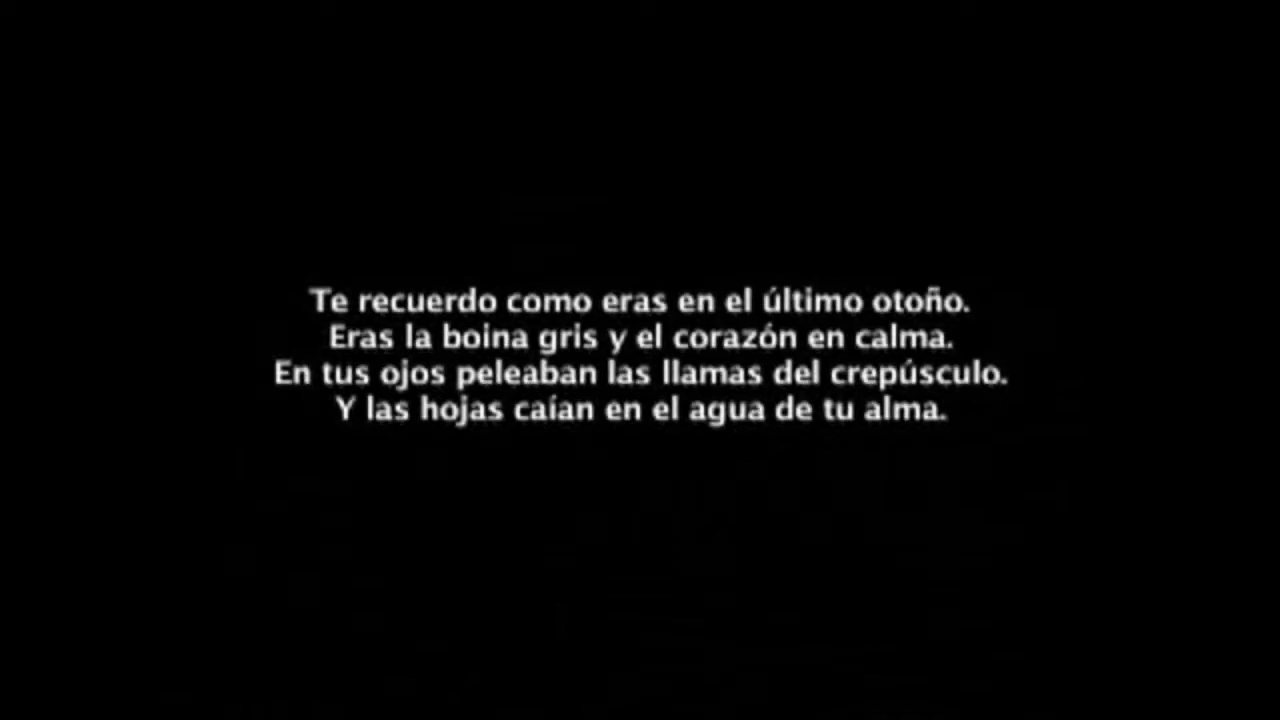 Te recuerdo como eras en el último otoño.
Eras la boina gris y el corazón en calma.
En tus ojos peleaban las llamas del crepúsculo.
Y las hojas caían en el agua de tu alma.